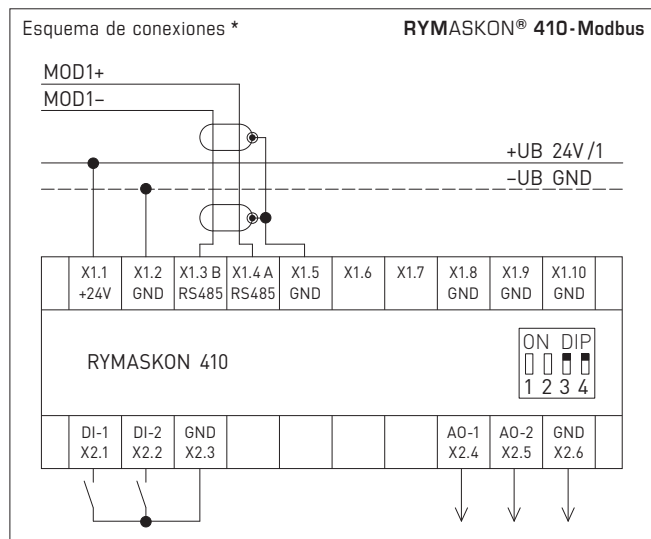 Esquema de conexiones * RYMASKON® 410-Modbus
MOD1+
MOD1–
+UB 24V/1
–UB GND
X1.1 X1.2 X1.3 B X1.4 A X1.5 X1.6 X1.7 X1.8 X1.9 X1.10
+24V GND RS485 RS485 GND GND GND GND
RYMASKON 410
ON DIP
1 2 3 4
DI-1 DI-2 GND AO-1 AO-2 GND
X2.1 X2.2 X2.3 X2.4 X2.5 X2.6